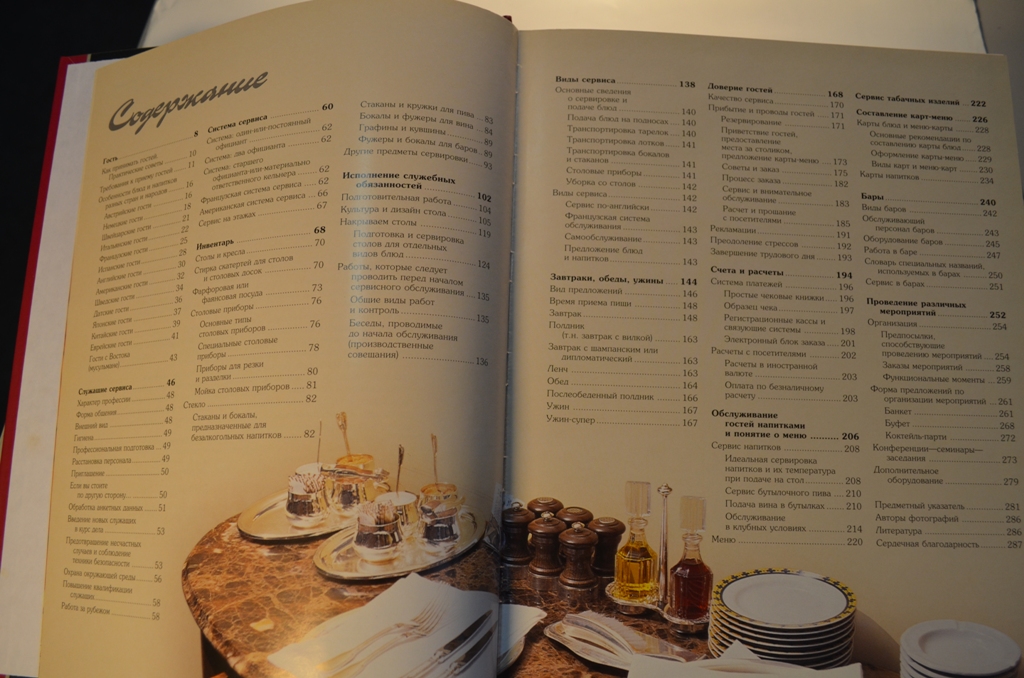 Содержание
Гость ..... 8
Как принимать гостей
Практические советы ..... 10
Требования к приему гостей ..... 11
Особенности блюд и напитков
разных стран и народов ..... 16
Австрийские гости ..... 16
Немецкие гости ..... 18
Швейцарские гости ..... 21
Итальянские гости ..... 22
Французские гости ..... 25
Испанские гости ..... 28
Английские гости ..... 30
Американские гости ..... 32
Шведские гости ..... 34
Датские гости ..... 36
Японские гости ..... 37
Китайские гости ..... 39
Еврейские гости ..... 41
Гости с Востока
(мусульмане) ..... 43
Служащие сервиса ..... 46
Характер профессии ..... 48
Форма общения ..... 48
Внешний вид ..... 48
Гигиена ..... 49
Профессиональная подготовка ..... 49
Расстановка персонала ..... 49
Приглашение ..... 50
Если вы стоите
по другую сторону ..... 50
Обработка анкетных данных ..... 51
Введение новых служащих
в курс дела ..... 53
Предотвращение несчастных
случаев и соблюдение
техники безопасности ..... 53
Охрана окружающей среды ..... 56
Повышение квалификации
служащих ..... 58
Работа за рубежом ..... 58
Система сервиса ..... 60
Система: один-или-постоянный
официант ..... 62
Система: два официанта ..... 62
Система: старшего
официанта-или-материально
ответственного кельнера ..... 62
Французская система сервиса ..... 62
Американская система сервиса ..... 66
Сервис на этажах ..... 67
Инвентарь ..... 68
Столы и кресла ..... 70
Стирка скатертей для столов
и столовых досок ..... 70
Фарфоровая или
фаянсовая посуда ..... 73
Столовые приборы ..... 76
Основные типы
столовых приборов ..... 76
Специальные столовые
приборы ..... 78
Приборы для резки
и разделки ..... 80
Мойка столовых приборов ..... 81
Стекло ..... 82
Стаканы и бокалы,
предназначенные для
безалкогольных напитков ..... 82
Стаканы и кружки для пива ..... 83
Бокалы и фужеры для вина ..... 84
Графины и кувшины ..... 89
Фужеры и бокалы для баров ..... 89
Другие предметы сервировки ..... 93
Исполнение служебных
обязанностей ..... 102
Подготовительная работа ..... 104
Культура и дизайн стола ..... 105
Накрываем столы ..... 119
Подготовка и сервировка
столов для отдельных
видов блюд ..... 124
Работы, которые следует
проводить перед началом
сервисного обслуживания ..... 135
Общие виды работ
и контроль ..... 135
Беседы, проводимые
до начала обслуживания
(производственные
совещания) ..... 136
Виды сервиса ..... 138
Основные сведения
о сервировке и
подаче блюд ..... 140
Подача блюд на подносах ..... 140
Транспортировка тарелок ..... 140
Транспортировка лотков ..... 141
Транспортировка бокалов
и стаканов ..... 141
Столовые приборы ..... 141
Уборка со столов ..... 142
Виды сервиса ..... 142
Сервис по-английски ..... 142
Французская система
обслуживания ..... 143
Самообслуживание ..... 143
Предложение блюд
и напитков ..... 143
Завтраки, обеды, ужины ..... 144
Вид предложений ..... 146
Время приема пищи ..... 148
Завтрак ..... 148
Полдник
(т.н. завтрак с вилкой) ..... 163
Завтрак с шампанским или
дипломатический ..... 163
Ленч ..... 163
Обед ..... 164
Послеобеденный полдник ..... 166
Ужин ..... 167
Ужин-супер ..... 167
Доверие гостей ..... 168
Качество сервиса ..... 170
Прибытие и проводы гостей ..... 171
Резервирование ..... 171
Приветствие гостей,
предоставление
места за столиком,
предложение карты-меню ..... 173
Советы и заказ ..... 175
Процесс заказа ..... 182
Сервис и внимательное
обслуживание ..... 183
Расчет и прощание
с посетителями ..... 185
Рекламации ..... 191
Преодоление стрессов ..... 192
Завершение трудового дня ..... 193
Счета и расчеты ..... 194
Система платежей ..... 196
Простые чековые книжки ..... 196
Образец чека ..... 197
Регистрационные кассы и
связующие системы ..... 198
Электронный блок заказа ..... 201
Расчеты с посетителями ..... 202
Расчеты в иностранной
валюте ..... 203
Оплата по безналичному
расчету ..... 203
Обслуживание
гостей напитками
и понятие о меню ..... 206
Сервис напитков ..... 208
Идеальная сервировка
напитков и их температура
при подаче на стол ..... 208
Сервис бутылочного пива ..... 210
Подача вина в бутылках ..... 210
Обслуживание
в клубных условиях ..... 214
Меню ..... 220
Сервис табачных изделий ..... 222
Составление карт-меню ..... 226
Карты блюд и меню-карты ..... 228
Основные рекомендации по
составлению карты блюд ..... 228
Оформление карты-меню ..... 229
Виды карт и меню-карт ..... 230
Карты напитков ..... 234
Бары ..... 240
Виды баров ..... 242
Обслуживающий
персонал баров ..... 243
Оборудование баров ..... 245
Работа в баре ..... 247
Словарь специальных названий,
используемых в барах ..... 250
Сервис в барах ..... 251
Проведение различных
мероприятий ..... 252
Организация ..... 254
Предпосылки,
способствующие
проведению мероприятий ..... 254
Заказы мероприятий ..... 258
Функциональные моменты ..... 259
Форма предложений по
организации мероприятий ..... 261
Банкет ..... 261
Буфет ..... 268
Коктейль-парти ..... 272
Конференции—семинары—
заседания ..... 273
Дополнительное
оборудование ..... 279
Предметный указатель ..... 281
Авторы фотографий ..... 286
Литература ..... 286
Сердечная благодарность ..... 287